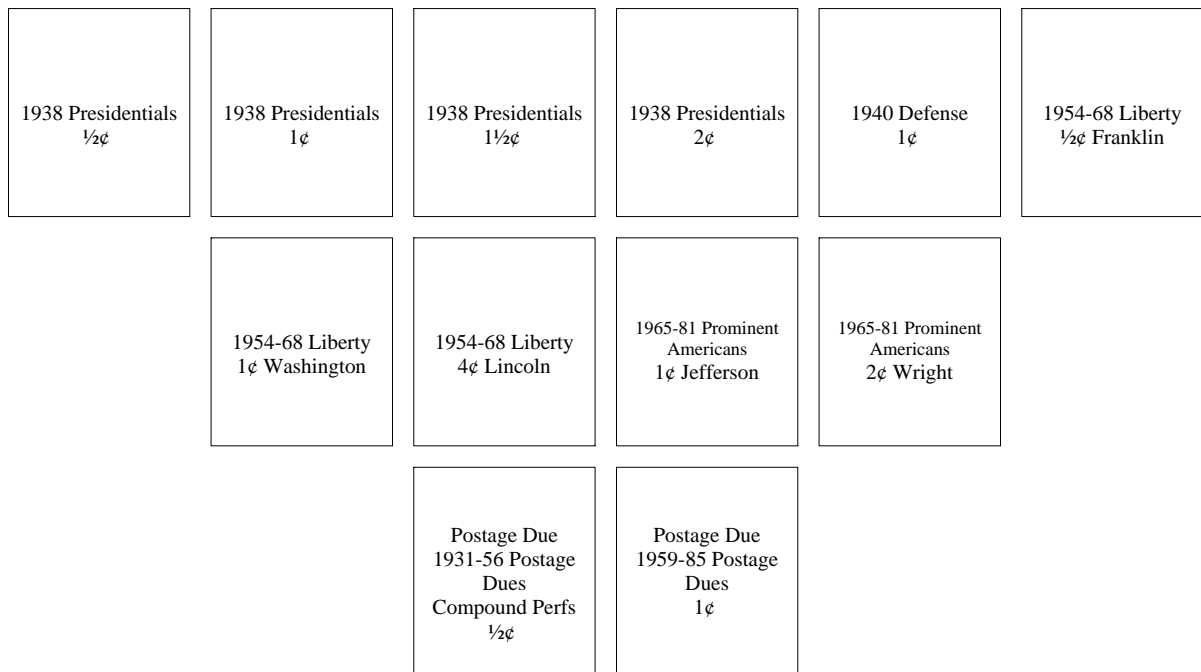 1938 Presidentials
½¢
1938 Presidentials
1¢
1938 Presidentials
1½¢
1938 Presidentials
2¢
1940 Defense
1¢
1954-68 Liberty
½¢ Franklin
1954-68 Liberty
1¢ Washington
1954-68 Liberty
4¢ Lincoln
1965-81 Prominent
Americans
1¢ Jefferson
1965-81 Prominent
Americans
2¢ Wright
Postage Due
1931-56 Postage
Dues
Compound Perfs
½¢
Postage Due
1959-85 Postage
Dues
1¢